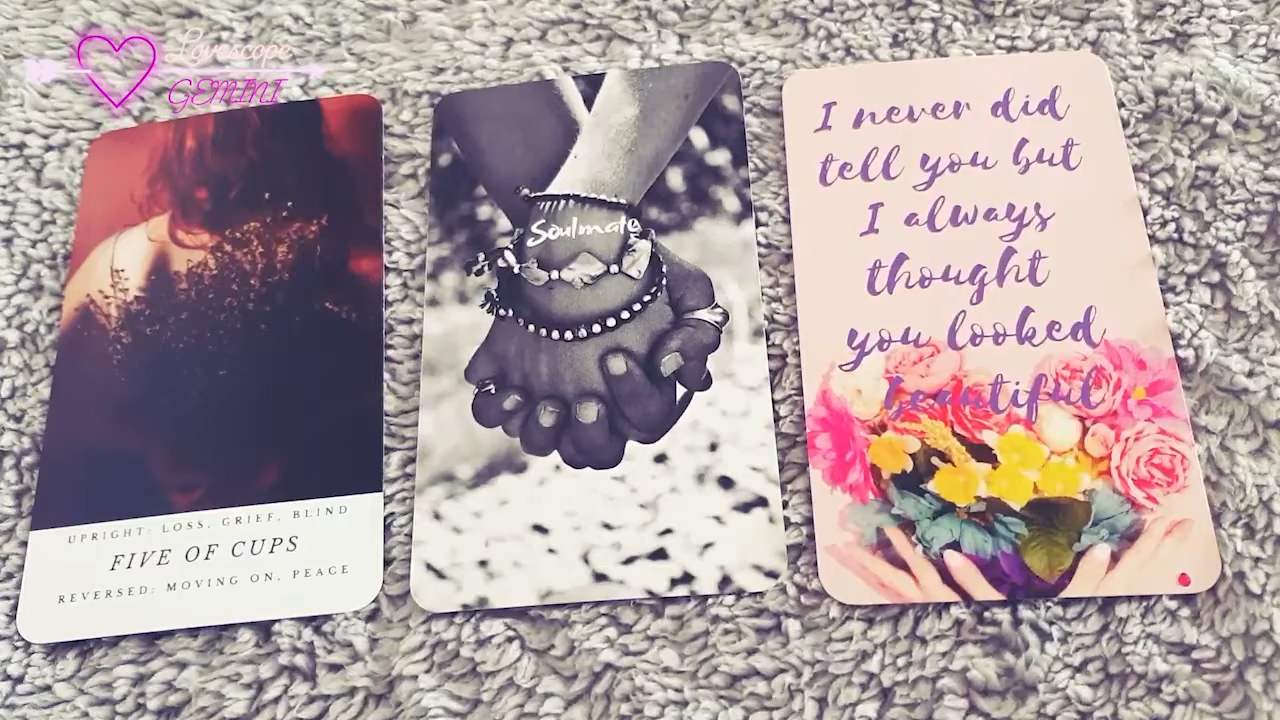 Lovescope
GEMINI
UPRIGHT: LOSS, GRIEF, BLIND
FIVE OF CUPS
REVERSED: MOVING ON, PEACE
Soulmate
I never did
tell you but
I always
thought
you looked
beautiful